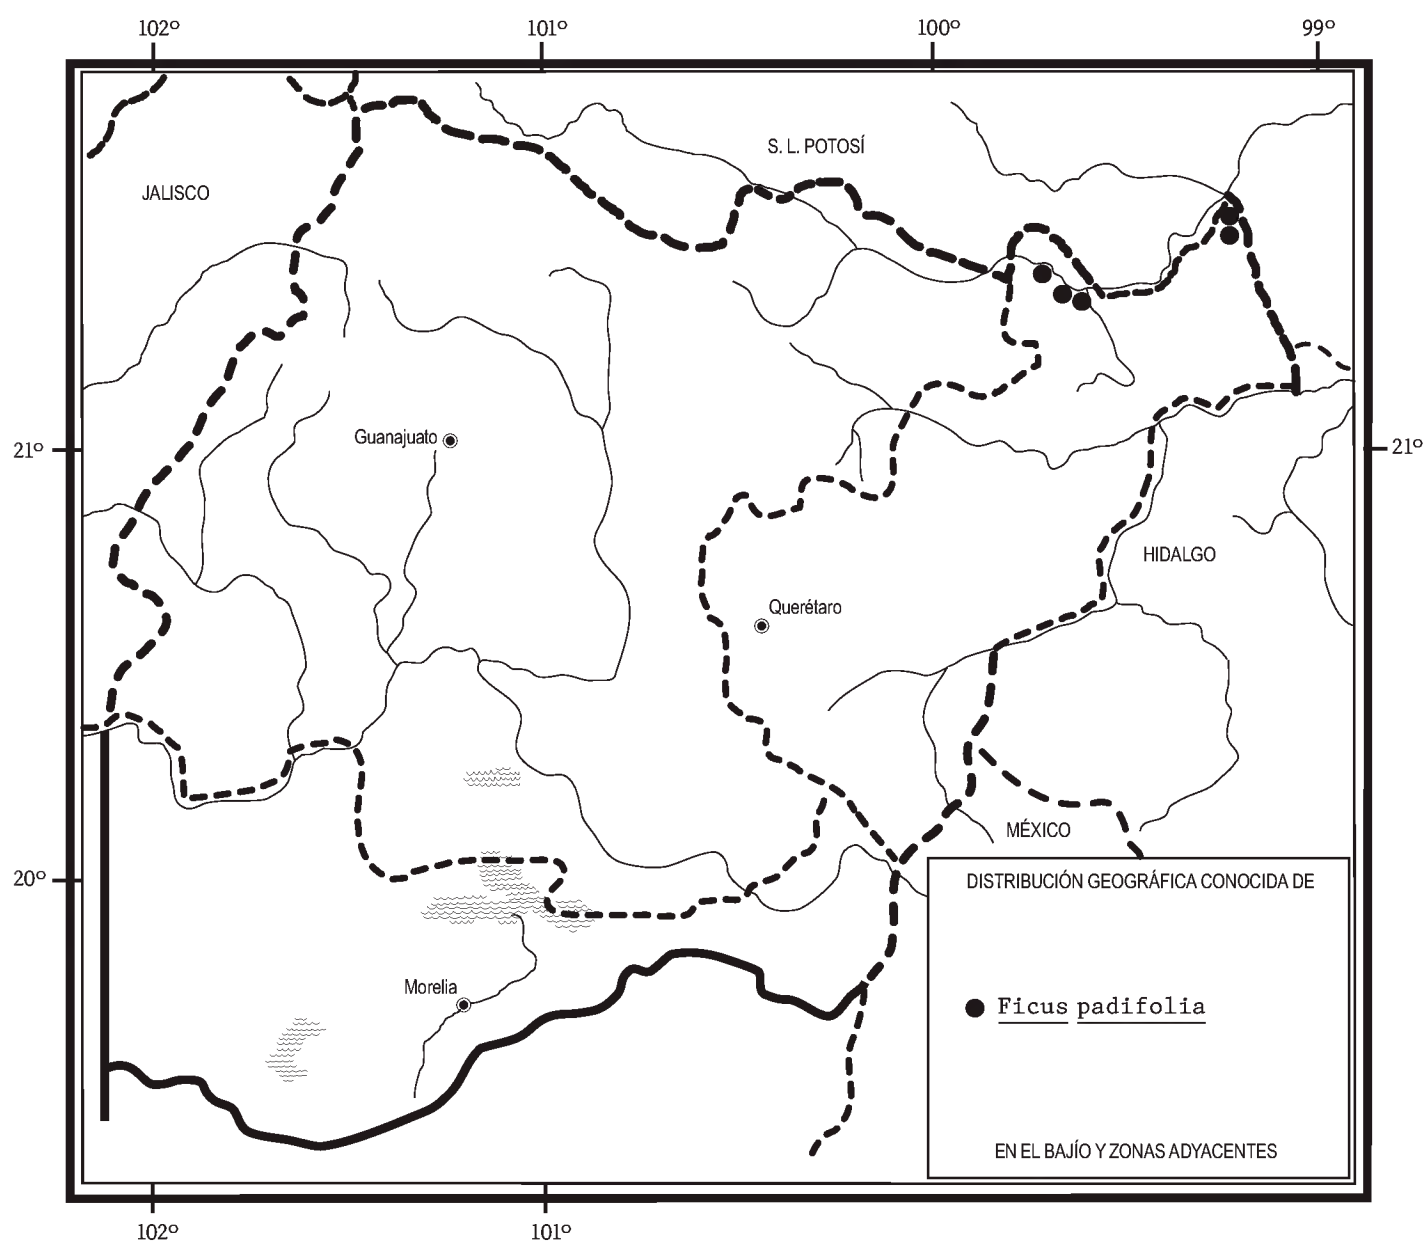 102º 101º 100º 99º
S. L. POTOSÍ
JALISCO
Guanajuato
21º 21º
HIDALGO
Querétaro
MÉXICO
20º
DISTRIBUCIÓN GEOGRÁFICA CONOCIDA DE
Morelia
Ficus padifolia
EN EL BAJÍO Y ZONAS ADYACENTES
102º 101º